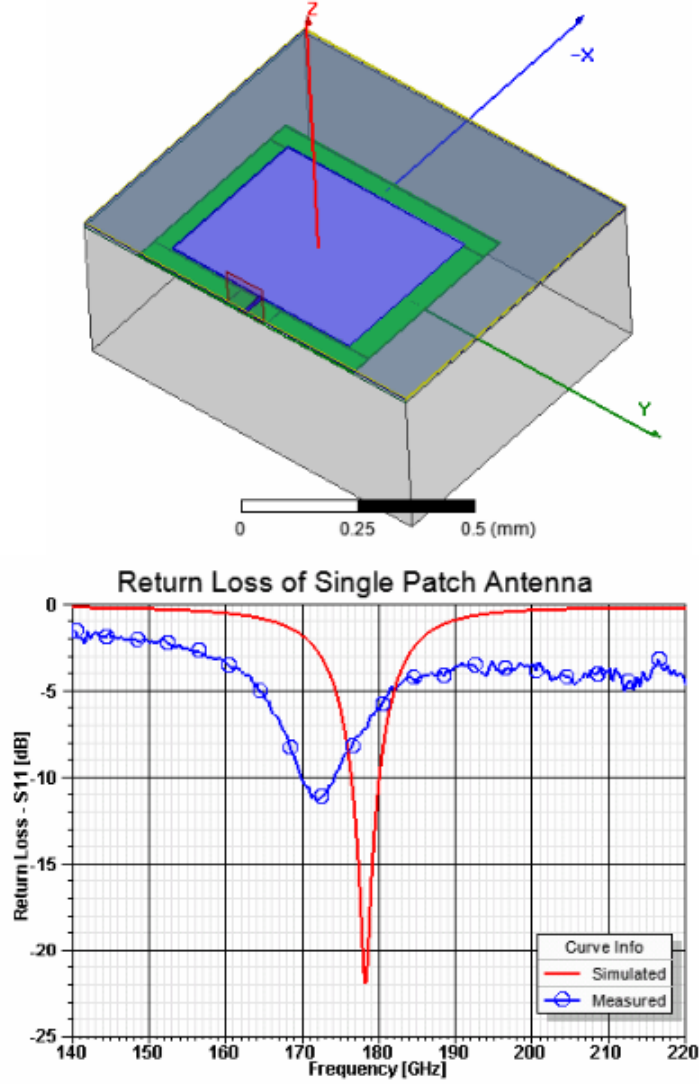 Z
-X
Y
0 0.25 0.5 (mm)
Return Loss of Single Patch Antenna
Return Loss - S11 [dB]
0
-5
-10
-15
-20
-25
Curve Info
Simulated
Measured
140 150 160 170 180 190 200 210 220
Frequency [GHz]